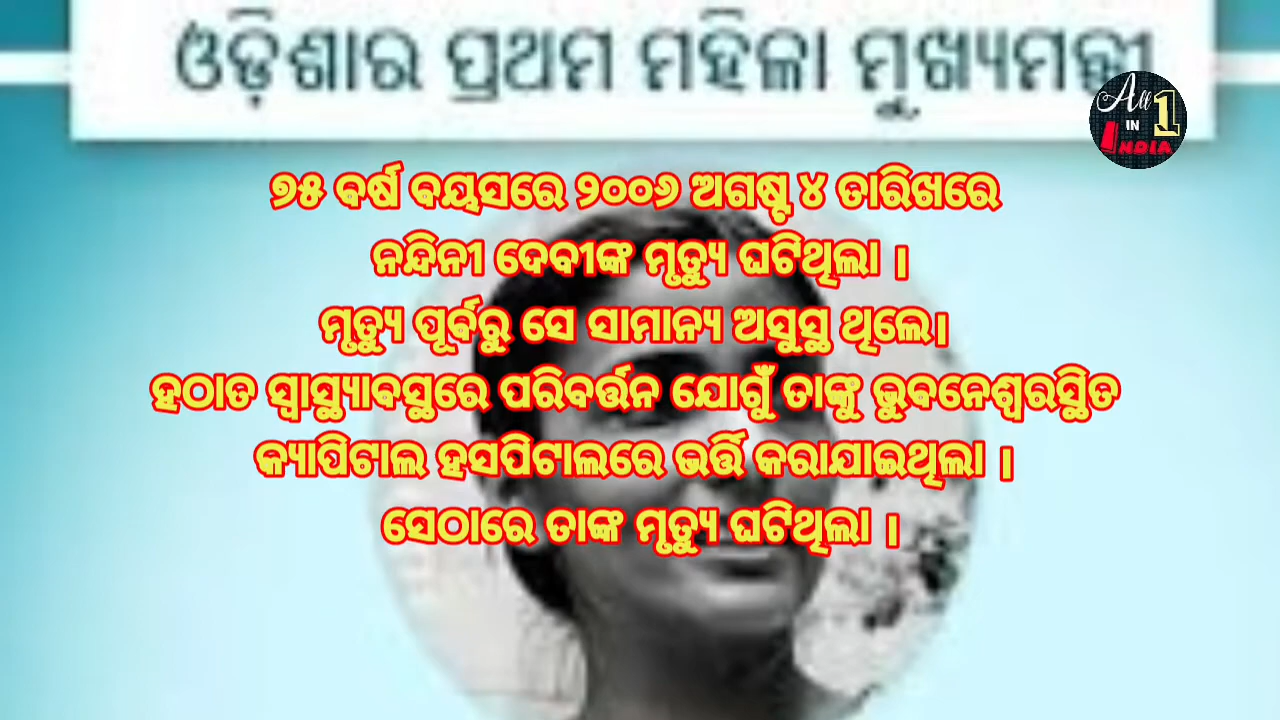 ଓଡ଼ିଶାର ପ୍ରଥମ ମହିଳା ମୁଖ୍ୟମନ୍ତ୍ରୀ
All IN 1 INDIA
୭୫ ବର୍ଷ ବୟସରେ ୨୦୦୬ ଅଗଷ୍ଟ ୪ ତାରିଖରେ
ନନ୍ଦିନୀ ଦେବୀଙ୍କ ମୃତ୍ୟୁ ଘଟିଥିଲା ।
ମୃତ୍ୟୁ ପୂର୍ବରୁ ସେ ସାମାନ୍ୟ ଅସୁସ୍ଥ ଥିଲେ।
ହଠାତ ସ୍ୱାସ୍ଥ୍ୟାବସ୍ଥରେ ପରିବର୍ତ୍ତନ ଯୋଗୁଁ ତାଙ୍କୁ ଭୁବନେଶ୍ୱରସ୍ଥିତ
କ୍ୟାପିଟାଲ ହସପିଟାଲରେ ଭର୍ତ୍ତି କରାଯାଇଥିଲା ।
ସେଠାରେ ତାଙ୍କ ମୃତ୍ୟୁ ଘଟିଥିଲା ।